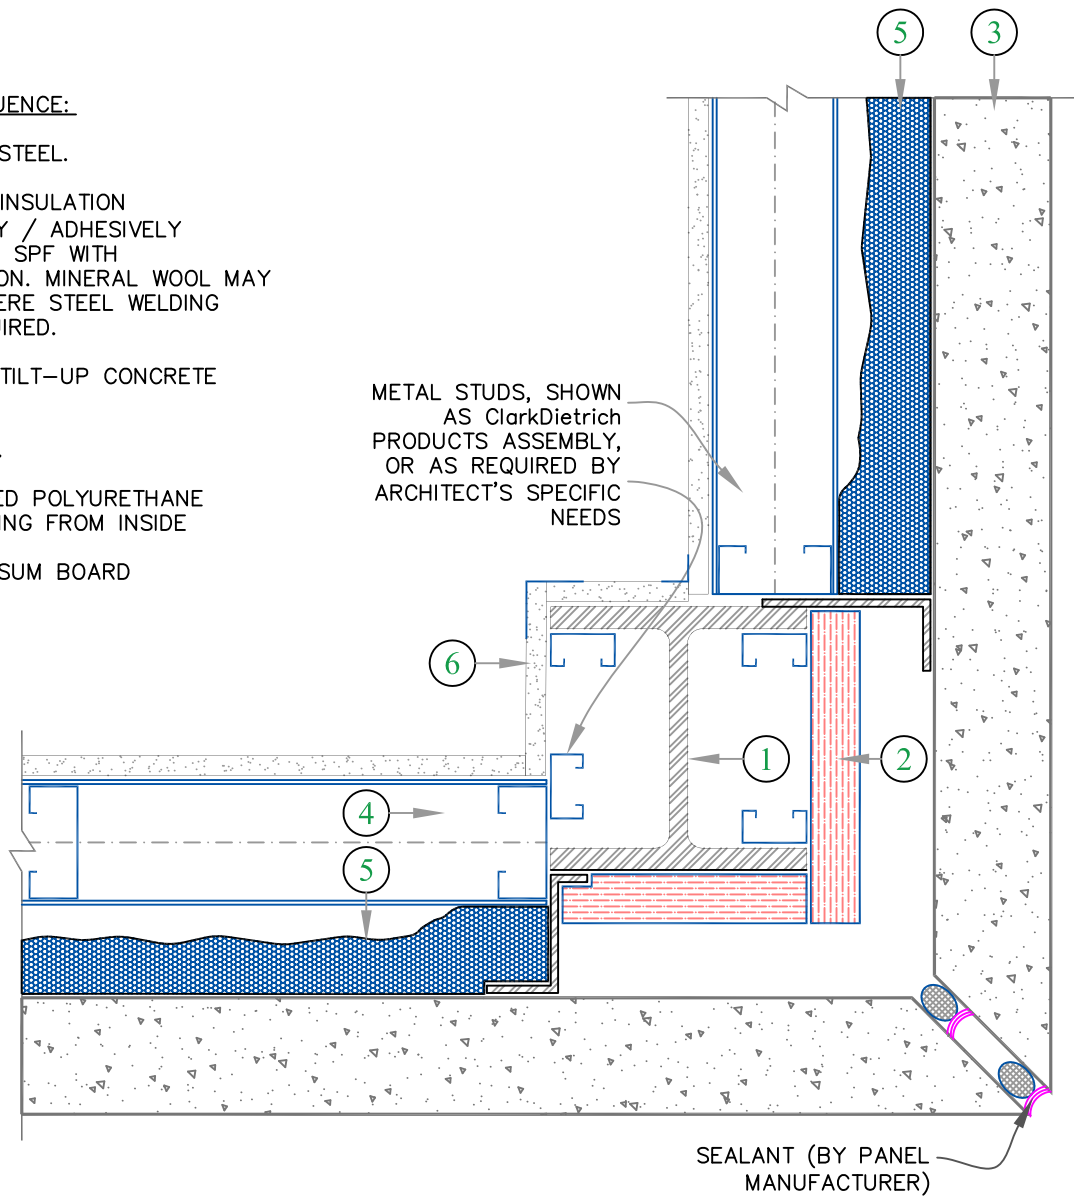 5
3
UENCE:
STEEL.
INSULATION
Y / ADHESIVELY
SPF WITH
ON. MINERAL WOOL MAY
ERE STEEL WELDING
UIRED.
TILT-UP CONCRETE
.
ED POLYURETHANE
ING FROM INSIDE
SUM BOARD
METAL STUDS, SHOWN
AS ClarkDietrich
PRODUCTS ASSEMBLY,
OR AS REQUIRED BY
ARCHITECT'S SPECIFIC
NEEDS
6
1
2
4
5
SEALANT (BY PANEL
MANUFACTURER)